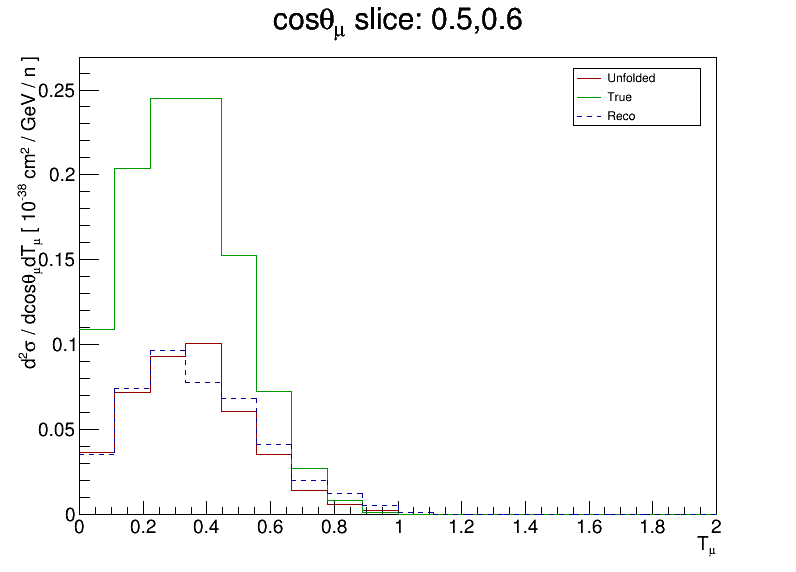 cosθμ slice: 0.5,0.6
d²σ / dcosθμdTμ [ 10⁻³⁸ cm² / GeV / n ]
Unfolded
True
Reco
0.25
0.2
0.15
0.1
0.05
0
0 0.2 0.4 0.6 0.8 1 1.2 1.4 1.6 1.8 2
Tμ